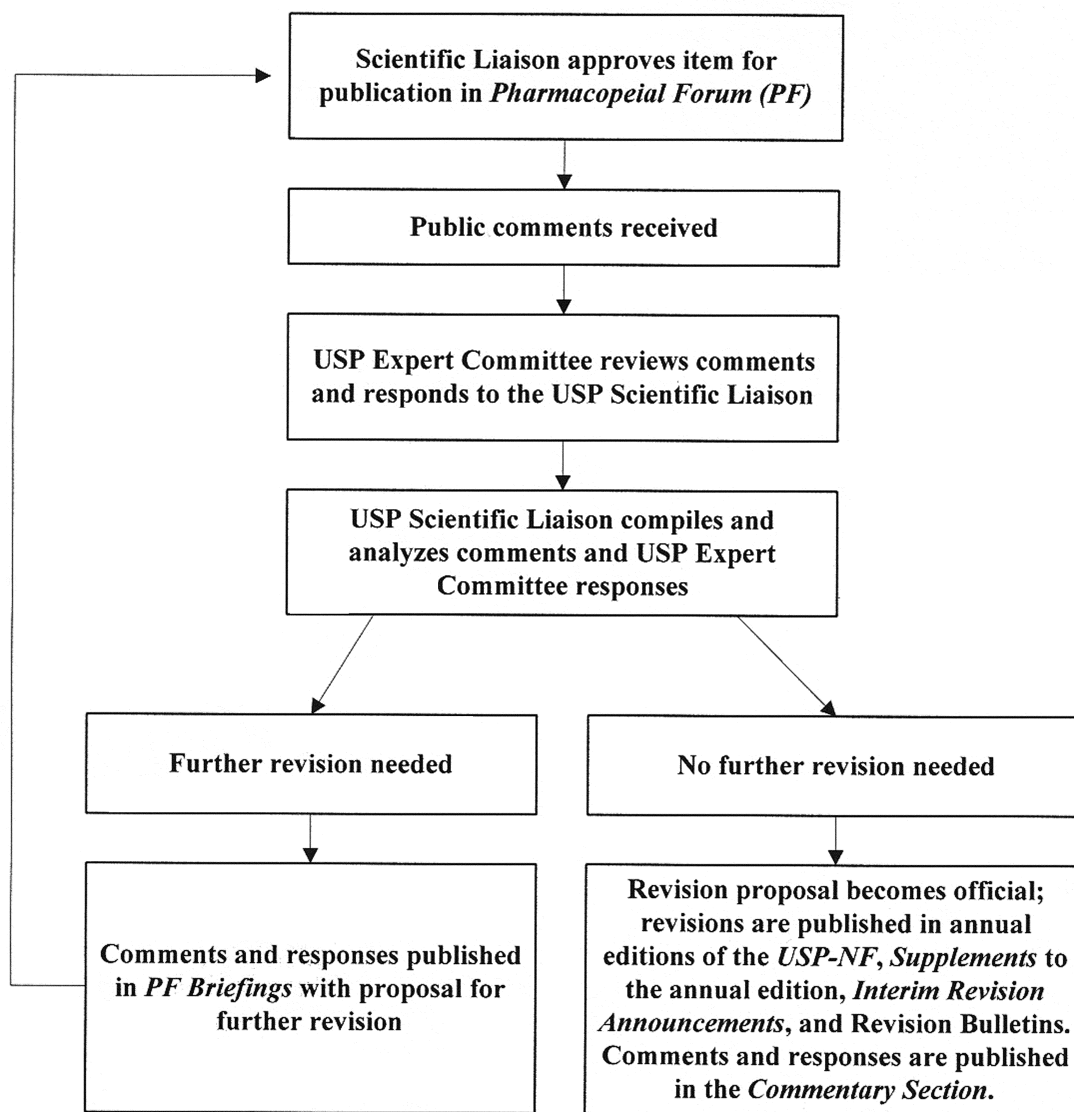 Scientific Liaison approves item for
publication in Pharmacopeial Forum (PF)
Public comments received
USP Expert Committee reviews comments
and responds to the USP Scientific Liaison
USP Scientific Liaison compiles and
analyzes comments and USP Expert
Committee responses
Further revision needed
No further revision needed
Comments and responses published
in PF Briefings with proposal for
further revision
Revision proposal becomes official;
revisions are published in annual
editions of the USP-NF, Supplements to
the annual edition, Interim Revision
Announcements, and Revision Bulletins.
Comments and responses are published
in the Commentary Section.